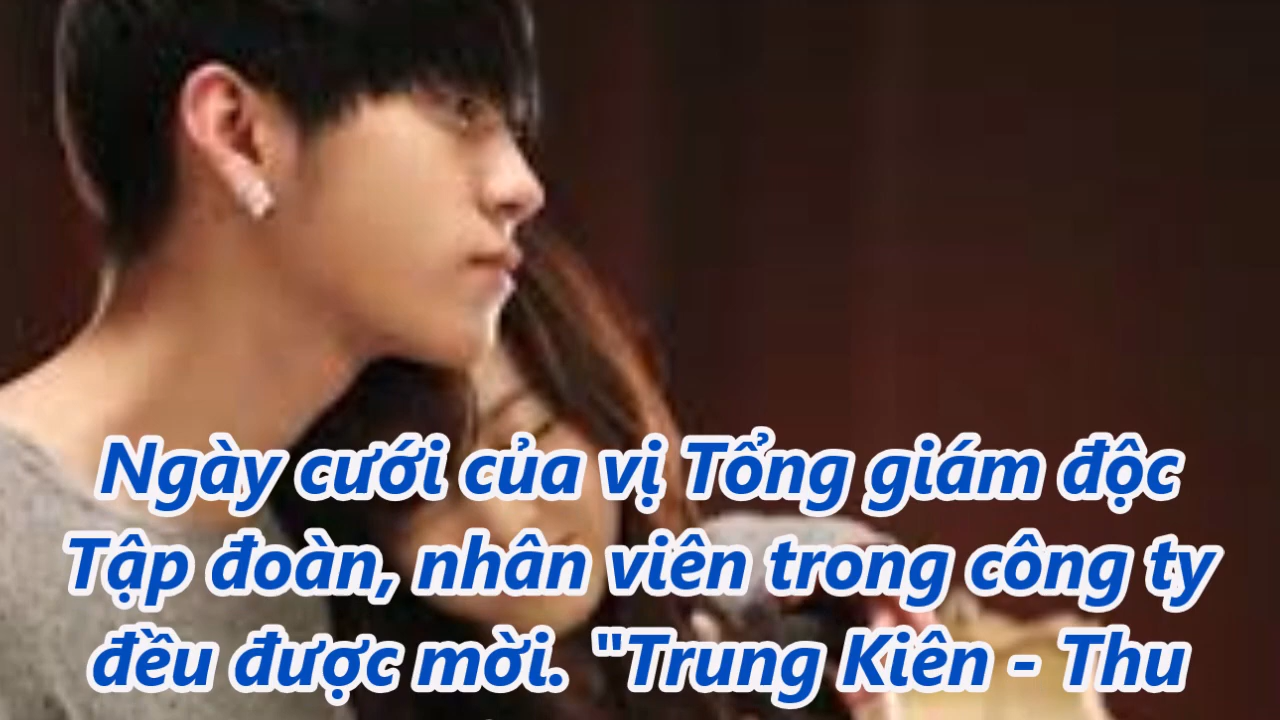 Ngày cưới của vị Tổng giám độc
Tập đoàn, nhân viên trong công ty
đều được mời. "Trung Kiên - Thu